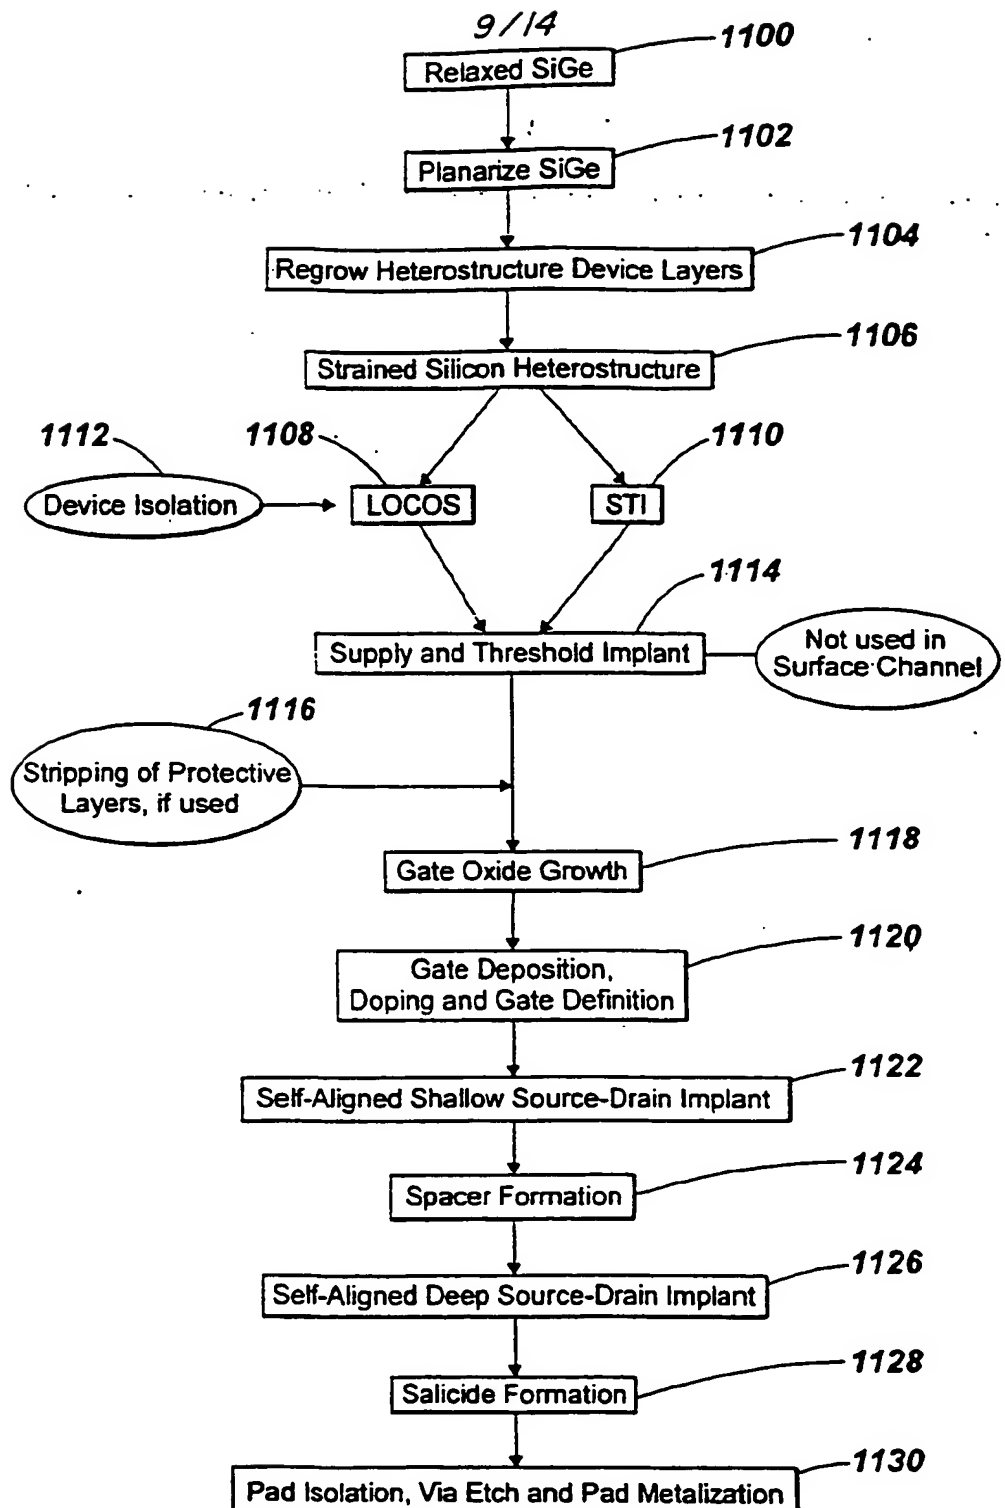 9/14
1100
Relaxed SiGe
1102
Planarize SiGe
1104
Regrow Heterostructure Device Layers
1106
Strained Silicon Heterostructure
1112
1108
1110
Device Isolation
LOCOS
STI
1114
Supply and Threshold Implant
Not used in
Surface Channel
1116
Stripping of Protective
Layers, if used
1118
Gate Oxide Growth
1120
Gate Deposition,
Doping and Gate Definition
1122
Self-Aligned Shallow Source-Drain Implant
1124
Spacer Formation
1126
Self-Aligned Deep Source-Drain Implant
1128
Salicide Formation
1130
Pad Isolation, Via Etch and Pad Metalization